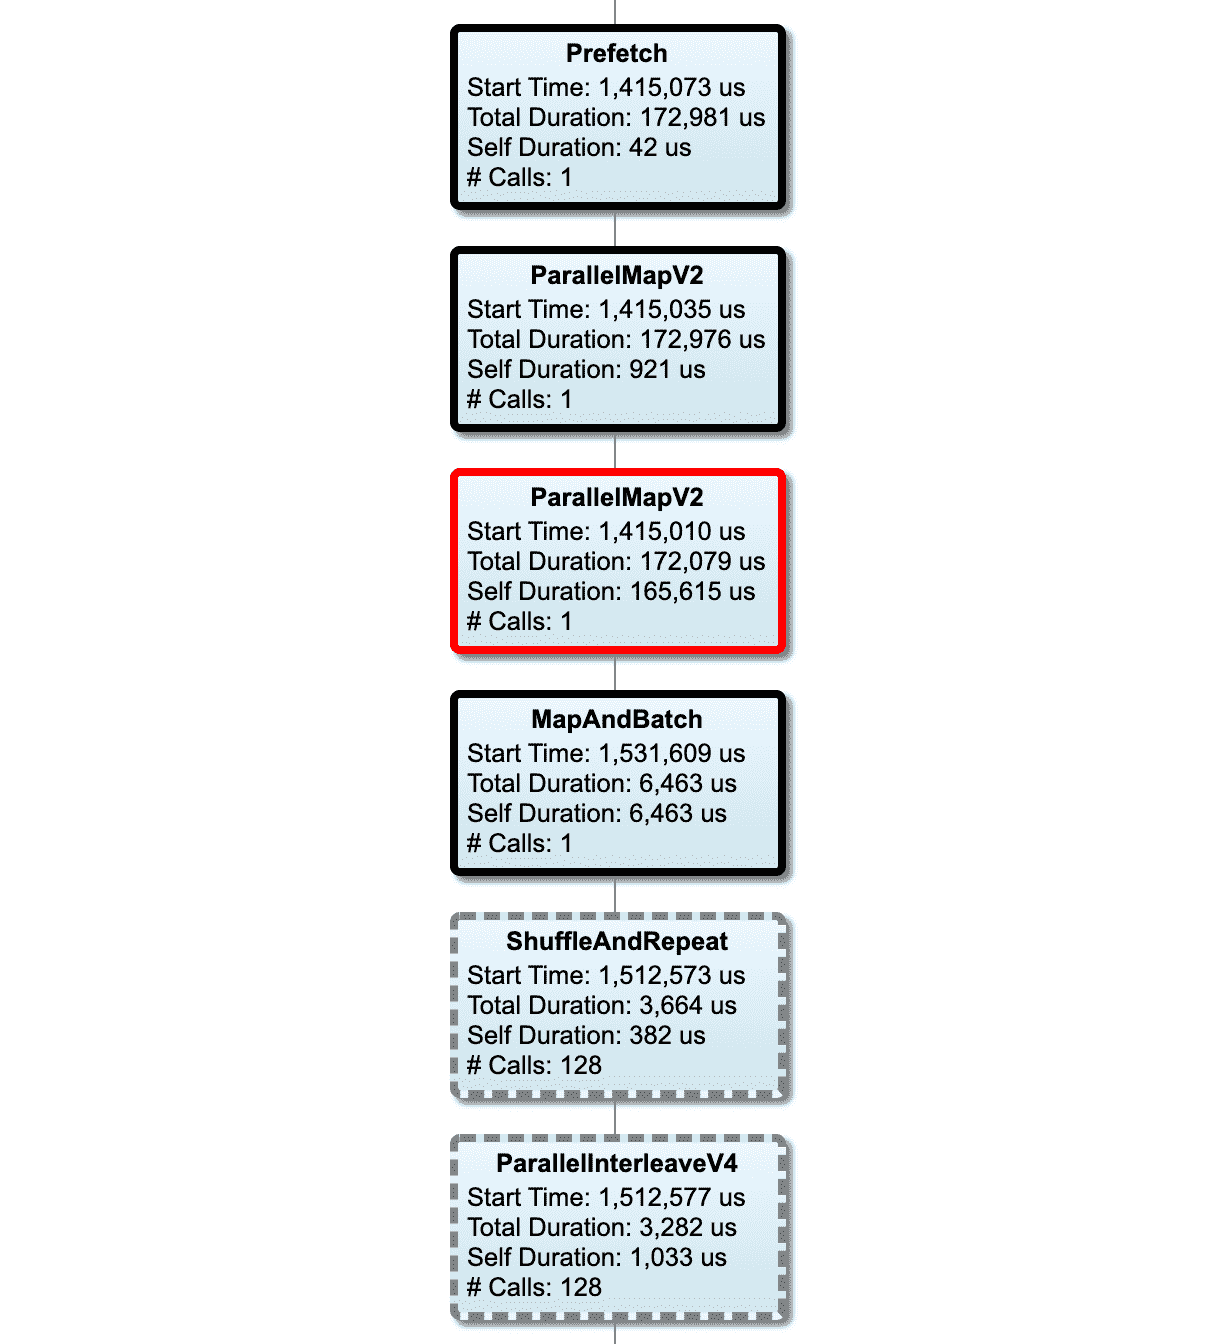 Prefetch
Start Time: 1,415,073 us
Total Duration: 172,981 us
Self Duration: 42 us
# Calls: 1
ParallelMapV2
Start Time: 1,415,035 us
Total Duration: 172,976 us
Self Duration: 921 us
# Calls: 1
ParallelMapV2
Start Time: 1,415,010 us
Total Duration: 172,079 us
Self Duration: 165,615 us
# Calls: 1
MapAndBatch
Start Time: 1,531,609 us
Total Duration: 6,463 us
Self Duration: 6,463 us
# Calls: 1
ShuffleAndRepeat
Start Time: 1,512,573 us
Total Duration: 3,664 us
Self Duration: 382 us
# Calls: 128
ParallelInterleaveV4
Start Time: 1,512,577 us
Total Duration: 3,282 us
Self Duration: 1,033 us
# Calls: 128